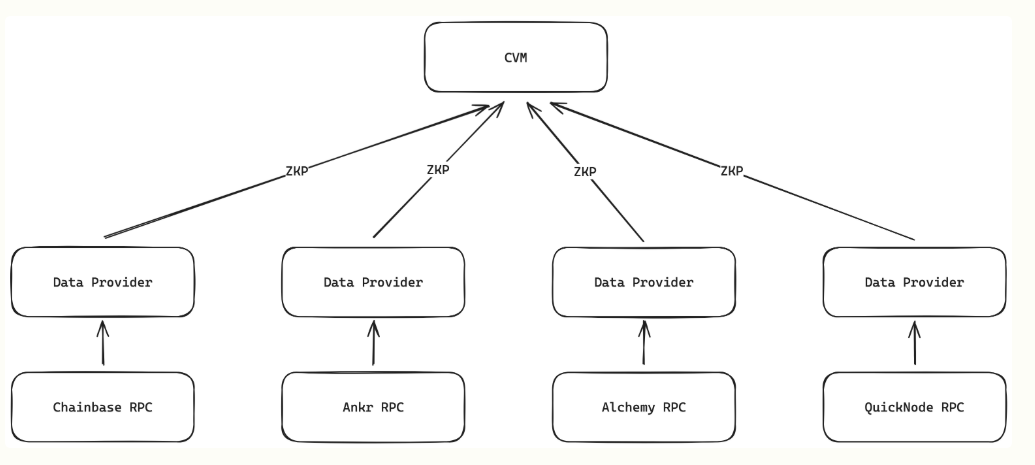 CVM
ZKP
ZKP
ZKP
ZKP
Data Provider
Data Provider
Data Provider
Data Provider
Chainbase RPC
Ankr RPC
Alchemy RPC
QuickNode RPC